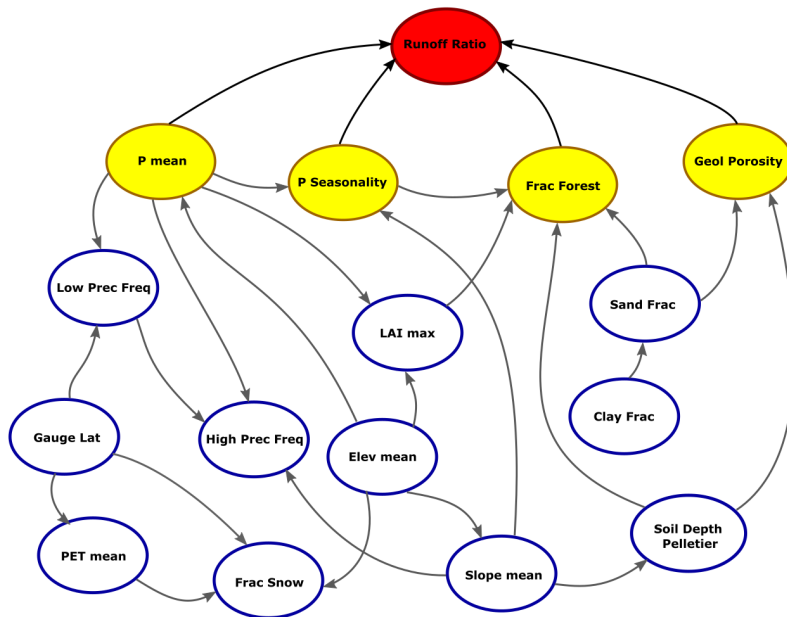 Runoff Ratio
P mean
P Seasonality
Frac Forest
Geol Porosity
Low Prec Freq
LAI max
Sand Frac
Clay Frac
Gauge Lat
High Prec Freq
Elev mean
PET mean
Frac Snow
Slope mean
Soil Depth
Pelletier